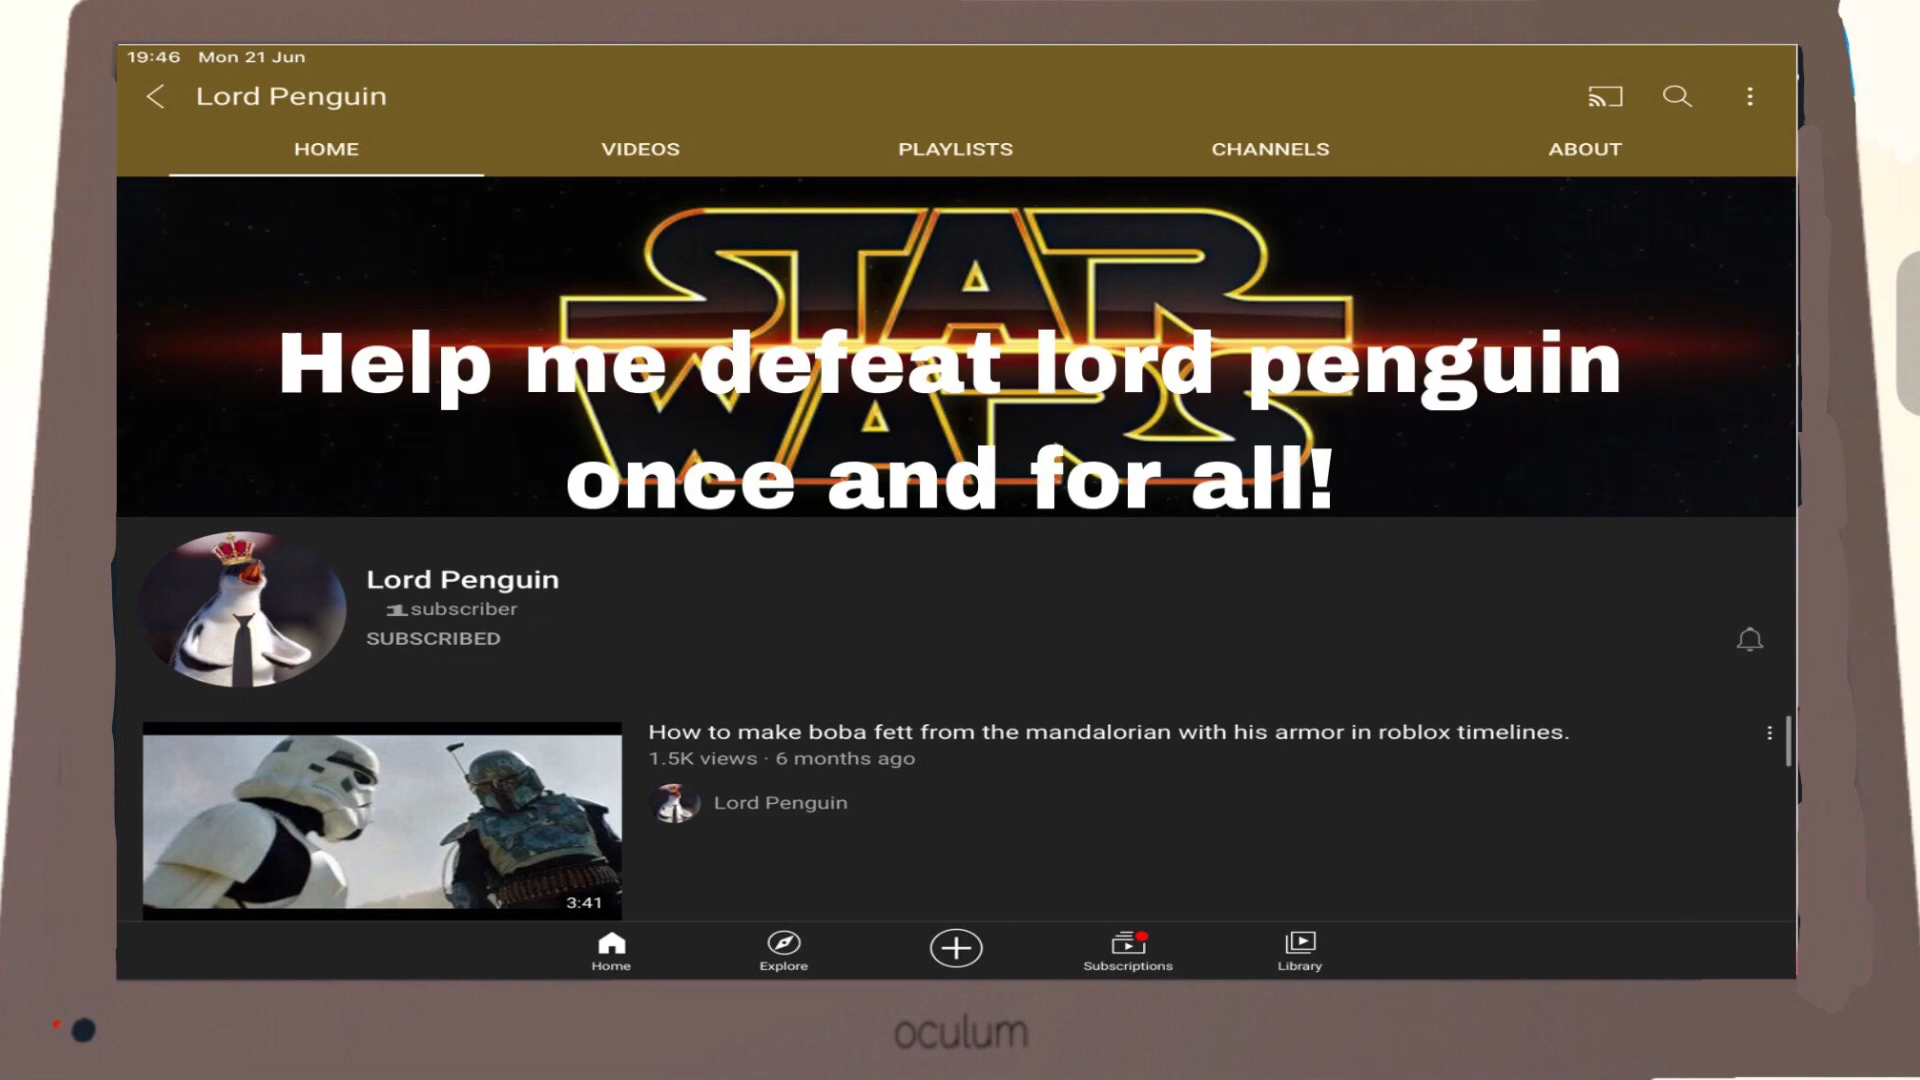 19:46 Mon 21 Jun
Lord Penguin
HOME VIDEOS PLAYLISTS CHANNELS ABOUT
STAR
WARS
Help me defeat lord penguin
once and for all!
Lord Penguin
1 subscriber
SUBSCRIBED
How to make boba fett from the mandalorian with his armor in roblox timelines.
1.5K views · 6 months ago
Lord Penguin
3:41
Home Explore Subscriptions Library
oculum